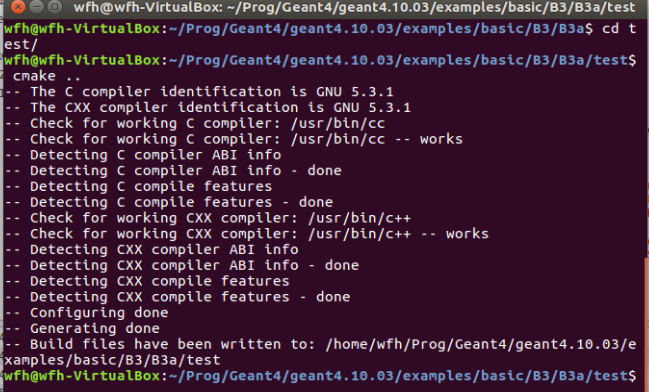 wfh@wfh-VirtualBox: ~/Prog/Geant4/geant4.10.03/examples/basic/B3/B3a/test
wfh@wfh-VirtualBox:~/Prog/Geant4/geant4.10.03/examples/basic/B3/B3a$ cd t
est/
wfh@wfh-VirtualBox:~/Prog/Geant4/geant4.10.03/examples/basic/B3/B3a/test$
 cmake ..
-- The C compiler identification is GNU 5.3.1
-- The CXX compiler identification is GNU 5.3.1
-- Check for working C compiler: /usr/bin/cc
-- Check for working C compiler: /usr/bin/cc -- works
-- Detecting C compiler ABI info
-- Detecting C compiler ABI info - done
-- Detecting C compile features
-- Detecting C compile features - done
-- Check for working CXX compiler: /usr/bin/c++
-- Check for working CXX compiler: /usr/bin/c++ -- works
-- Detecting CXX compiler ABI info
-- Detecting CXX compiler ABI info - done
-- Detecting CXX compile features
-- Detecting CXX compile features - done
-- Configuring done
-- Generating done
-- Build files have been written to: /home/wfh/Prog/Geant4/geant4.10.03/e
xamples/basic/B3/B3a/test
wfh@wfh-VirtualBox:~/Prog/Geant4/geant4.10.03/examples/basic/B3/B3a/test$